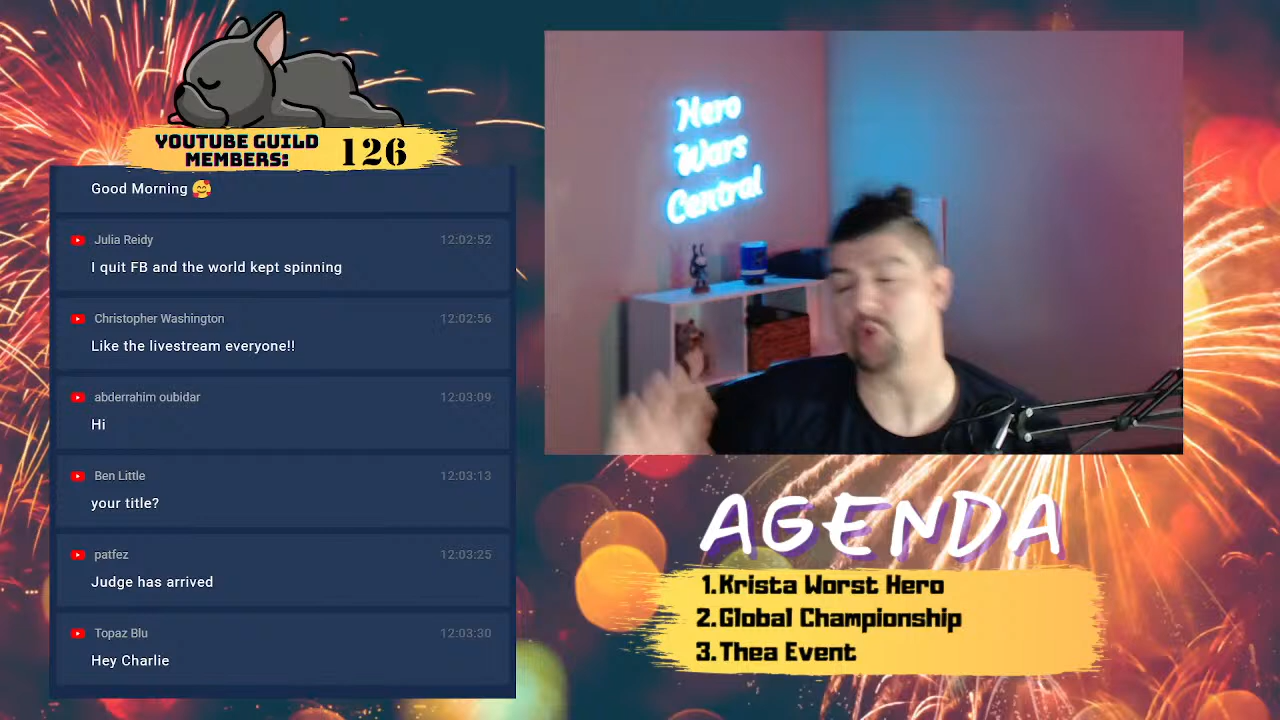 YOUTUBE GUILD
MEMBERS:
126
Good Morning 🥰
Julia Reidy
12:02:52
I quit FB and the world kept spinning
Christopher Washington
12:02:56
Like the livestream everyone!!
abderrahim oubidar
12:03:09
Hi
Ben Little
12:03:13
your title?
patfez
12:03:25
Judge has arrived
Topaz Blu
12:03:30
Hey Charlie
Hero
Wars
Central
AGENDA
1.Krista Worst Hero
2.Global Championship
3.Thea Event